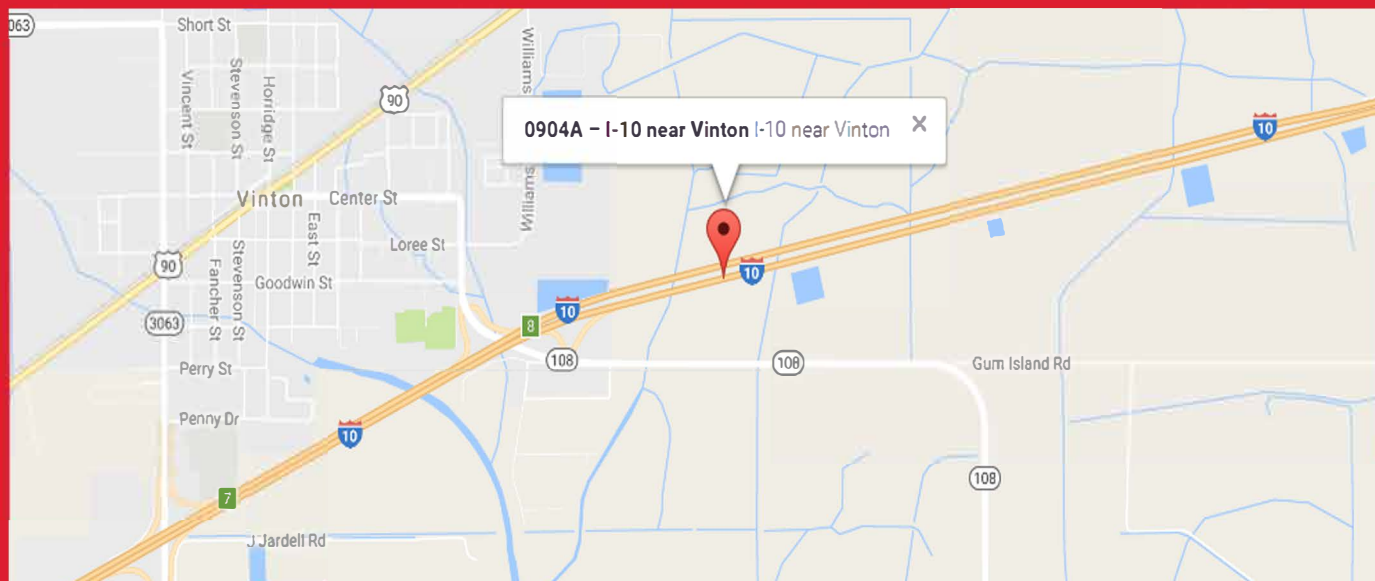 3063
Short St
Williams
Vincent St
Stevenson St
Horridge St
90
0904A – I-10 near Vinton I-10 near Vinton ×
10
Vinton
Center St
Williams
East St
Loree St
90
Fancher St
Stevenson St
Goodwin St
10
10
3063
8
108
108
Gum Island Rd
Perry St
Penny Dr
10
108
7
J Jardell Rd